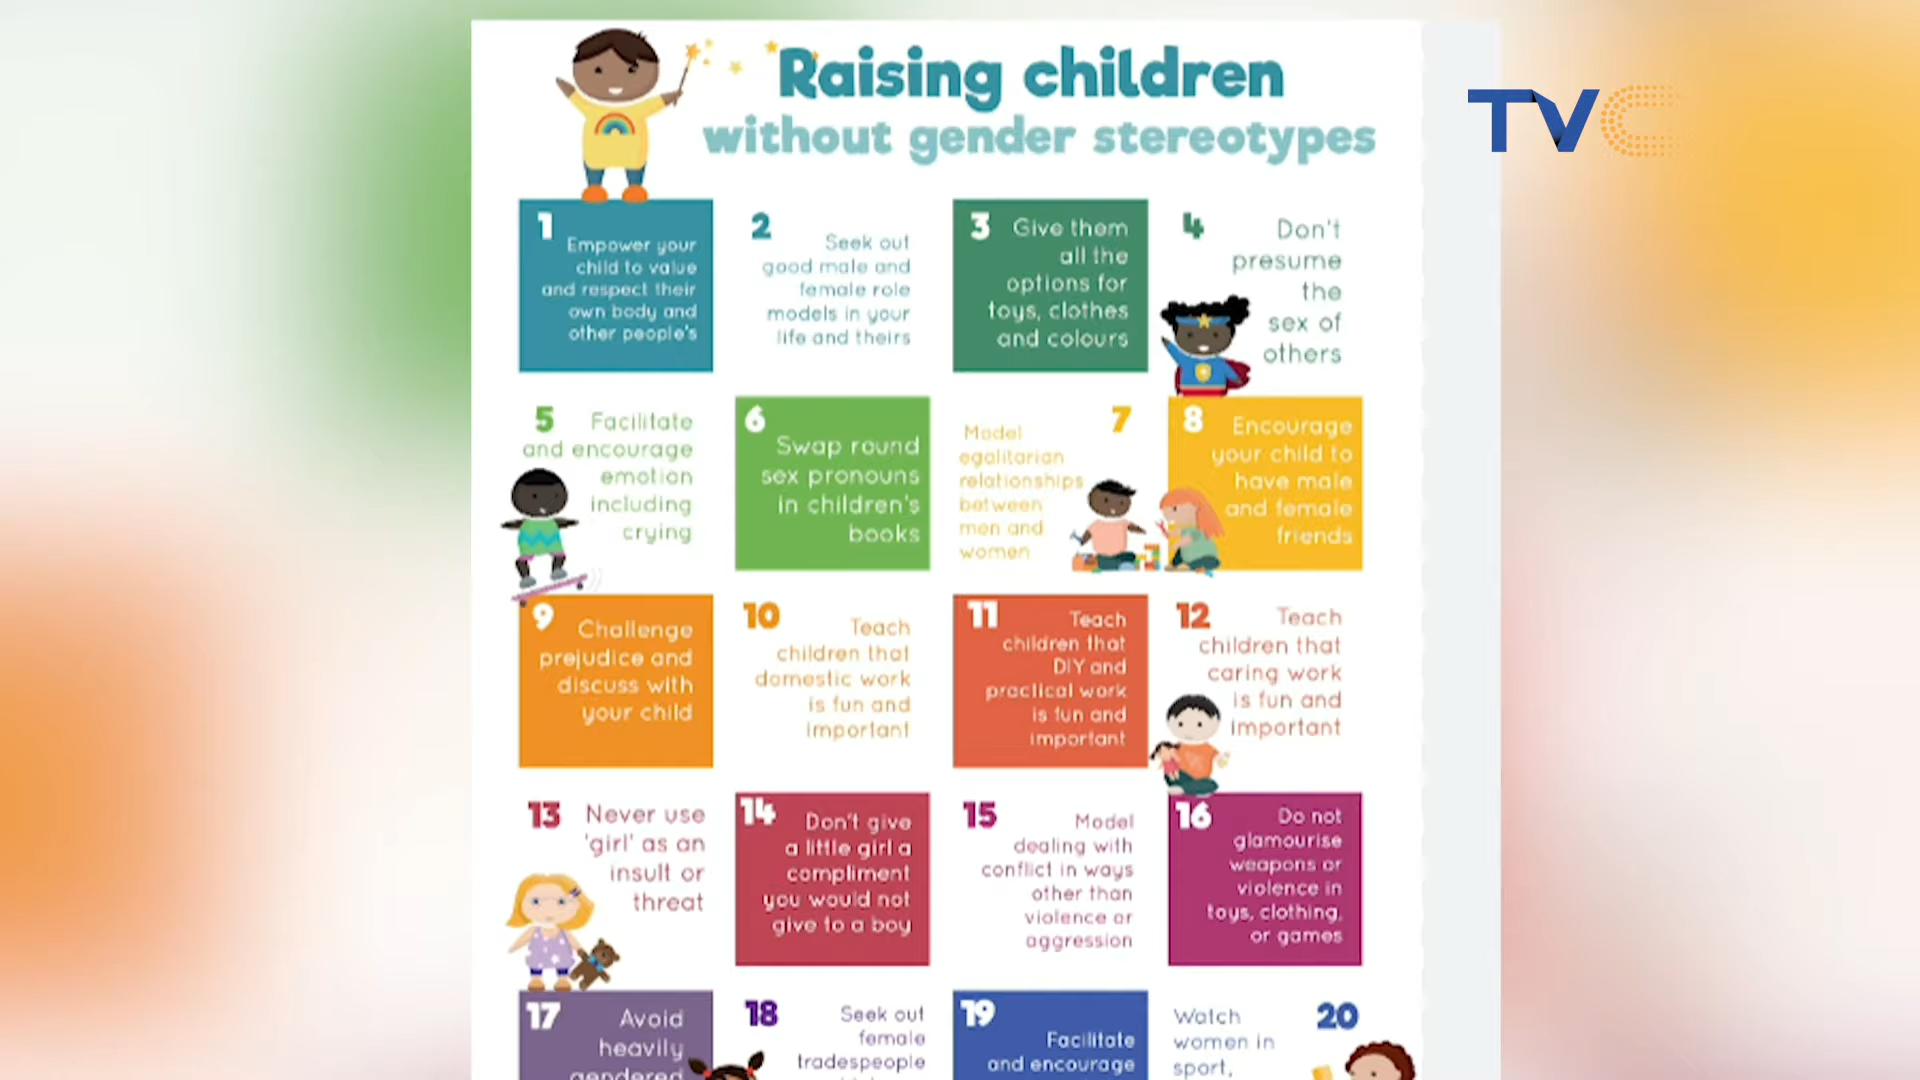 Raising children
without gender stereotypes
TVC
1
Empower your
child to value
and respect their
own body and
other people's
2
Seek out
good male and
female role
models in your
life and theirs
3
Give them
all the
options for
toys, clothes
and colours
4
Don't
presume
the
sex of
others
5
Facilitate
and encourage
emotion
including
crying
6
Swap round
sex pronouns
in children's
books
7
Model
egalitarian
relationships
between
men and
women
8
Encourage
your child to
have male
and female
friends
9
Challenge
prejudice and
discuss with
your child
10
Teach
children that
domestic work
is fun and
important
11
Teach
children that
DIY and
practical work
is fun and
important
12
Teach
children that
caring work
is fun and
important
13
Never use
'girl' as an
insult or
threat
14
Don't give
a little girl a
compliment
you would not
give to a boy
15
Model
dealing with
conflict in ways
other than
violence or
aggression
16
Do not
glamourise
weapons or
violence in
toys, clothing,
or games
17
Avoid
heavily
gendered
18
Seek out
female
tradespeople
19
Facilitate
and encourage
20
Watch
women in
sport,